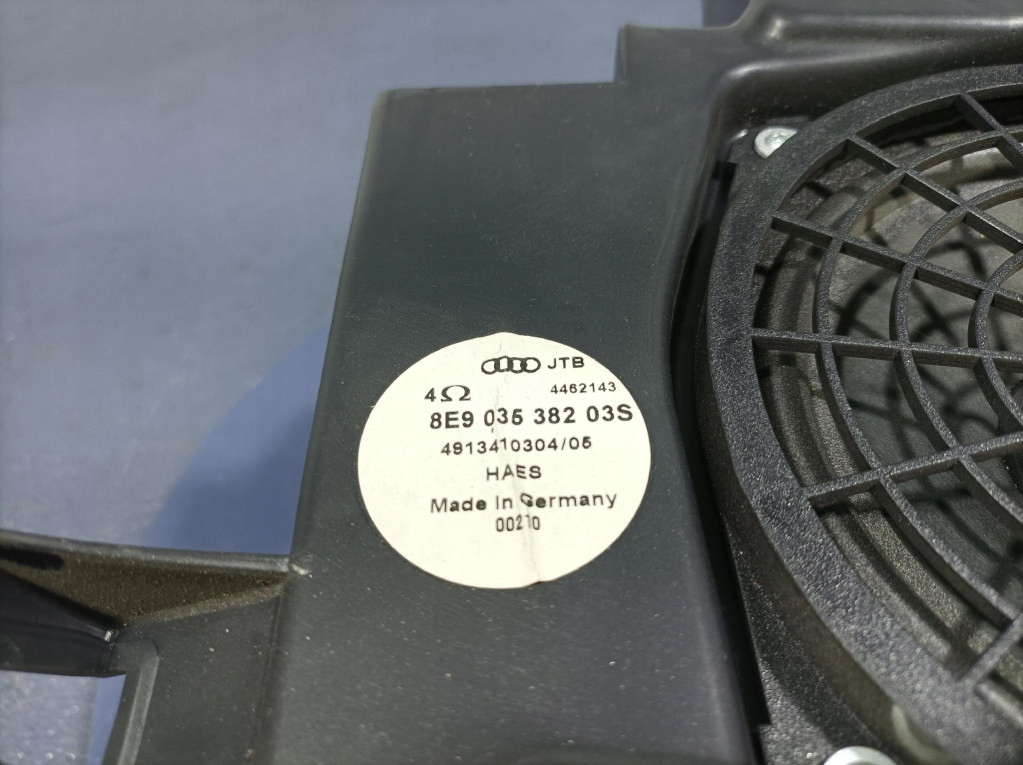 JTB
4Ω 4462143
8E9 035 382 03S
4913410304/05
HAES
Made In Germany
00210